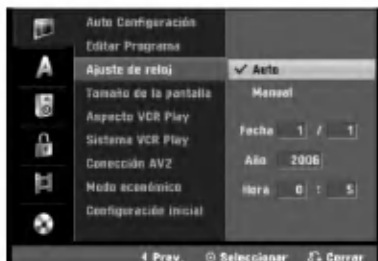 Auto Configuración
Editar Programa
Ajuste de reloj
Tamaño de la pantalla
Aspecto VCR Play
Sistema VCR Play
Conección AV2
Modo económico
Configuración inicial
A
✓ Auto
Manual
Fecha 1 / 1
Año 2006
Hora 0 : 5
Prev. Seleccionar Cerrar